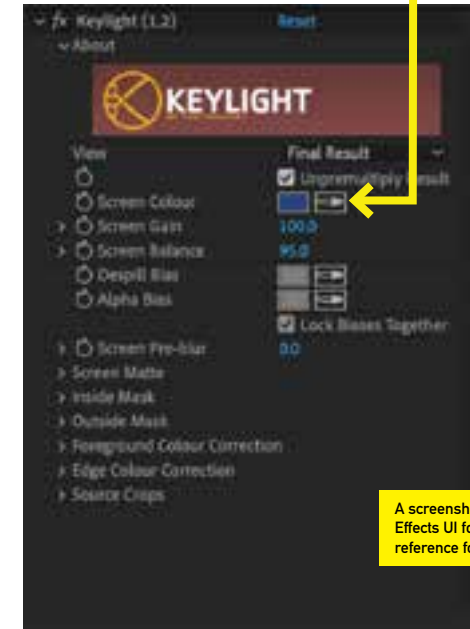 fx Keylight (1.2) Reset
About
KEYLIGHT
View Final Result
Unpremultiply Result
Screen Colour
Screen Gain 100.0
Screen Balance 95.0
Despill Bias
Alpha Bias
Lock Biases Together
Screen Pre-blur 0.0
Screen Matte
Inside Mask
Outside Mask
Foreground Colour Correction
Edge Colour Correction
Source Crops
A screensh
Effects UI fo
reference fo